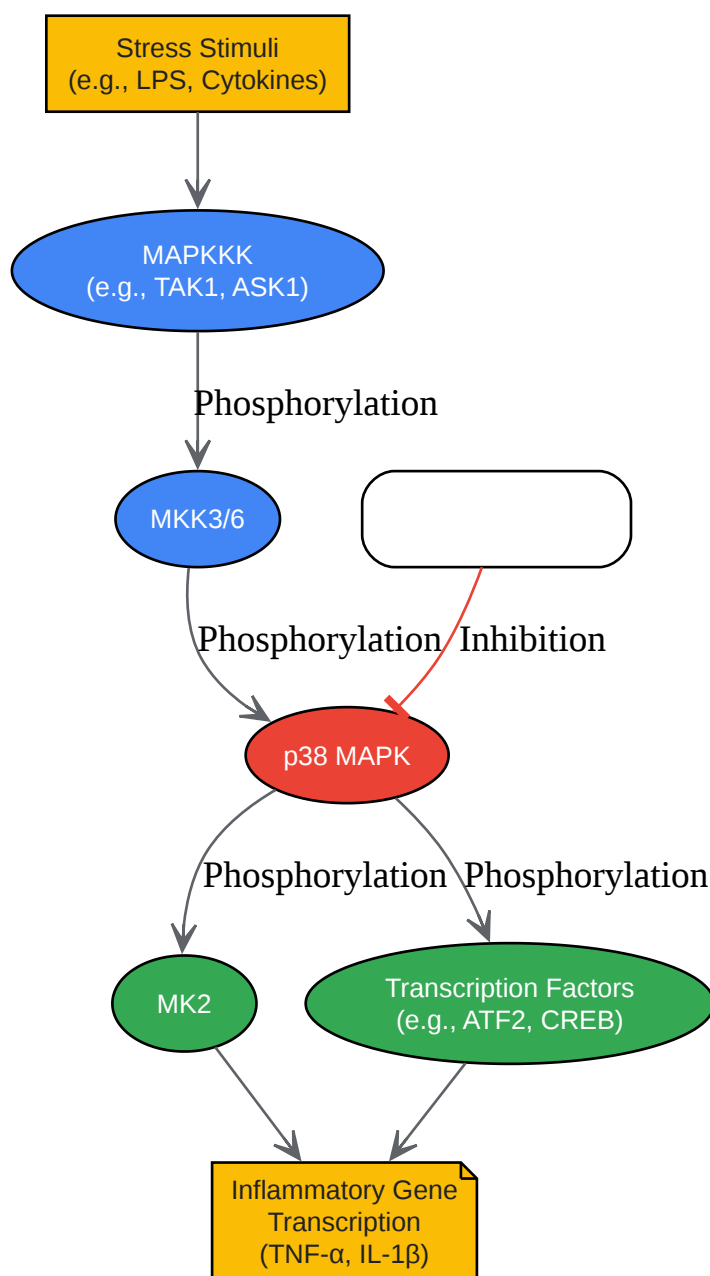 Stress Stimuli
(e.g., LPS, Cytokines)
MAPKKK
(e.g., TAK1, ASK1)
Phosphorylation
MKK3/6
Phosphorylation
Inhibition
p38 MAPK
Phosphorylation
Phosphorylation
MK2
Transcription Factors
(e.g., ATF2, CREB)
Inflammatory Gene
Transcription
(TNF-α, IL-1β)